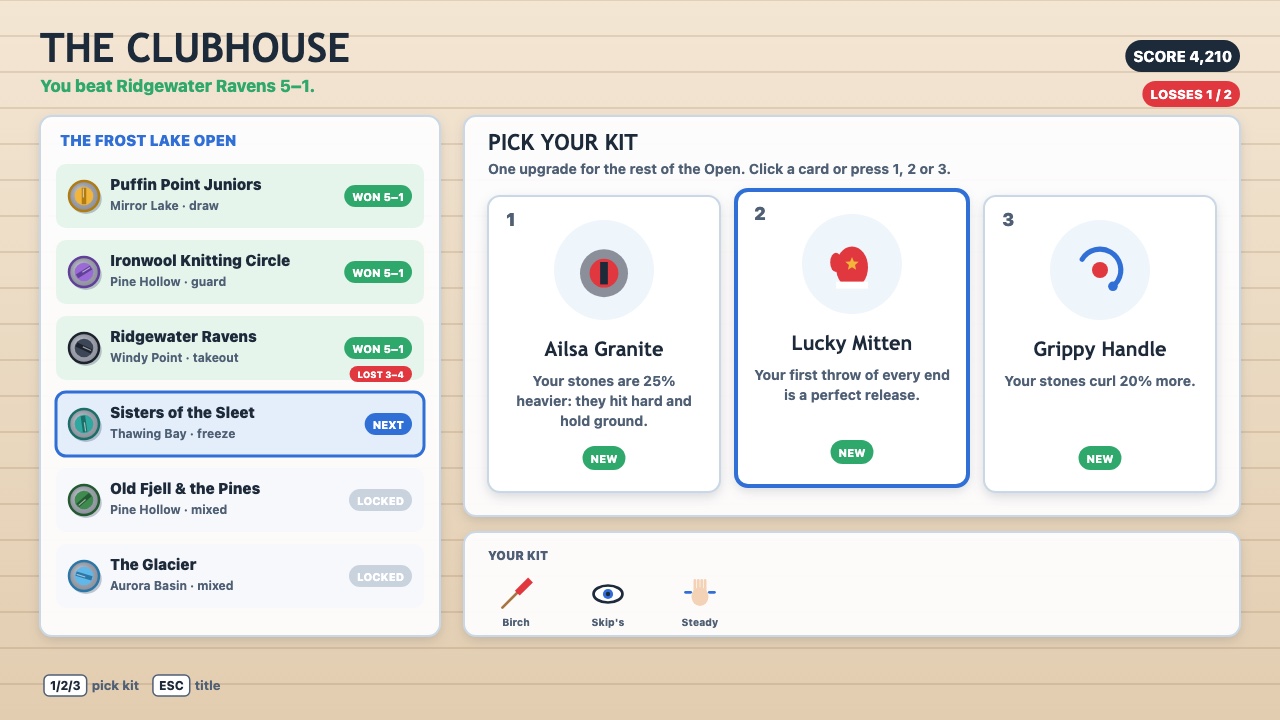 THE CLUBHOUSE
You beat Ridgewater Ravens 5–1.
SCORE 4,210
LOSSES 1 / 2
THE FROST LAKE OPEN
Puffin Point Juniors
Mirror Lake · draw
WON 5–1
Ironwool Knitting Circle
Pine Hollow · guard
WON 5–1
Ridgewater Ravens
Windy Point · takeout
WON 5–1
LOST 3–4
Sisters of the Sleet
Thawing Bay · freeze
NEXT
Old Fjell & the Pines
Pine Hollow · mixed
LOCKED
The Glacier
Aurora Basin · mixed
LOCKED
PICK YOUR KIT
One upgrade for the rest of the Open. Click a card or press 1, 2 or 3.
1
Ailsa Granite
Your stones are 25%
heavier: they hit hard and
hold ground.
NEW
2
Lucky Mitten
Your first throw of every end
is a perfect release.
NEW
3
Grippy Handle
Your stones curl 20% more.
NEW
YOUR KIT
Birch
Skip's
Steady
1/2/3 pick kit ESC title